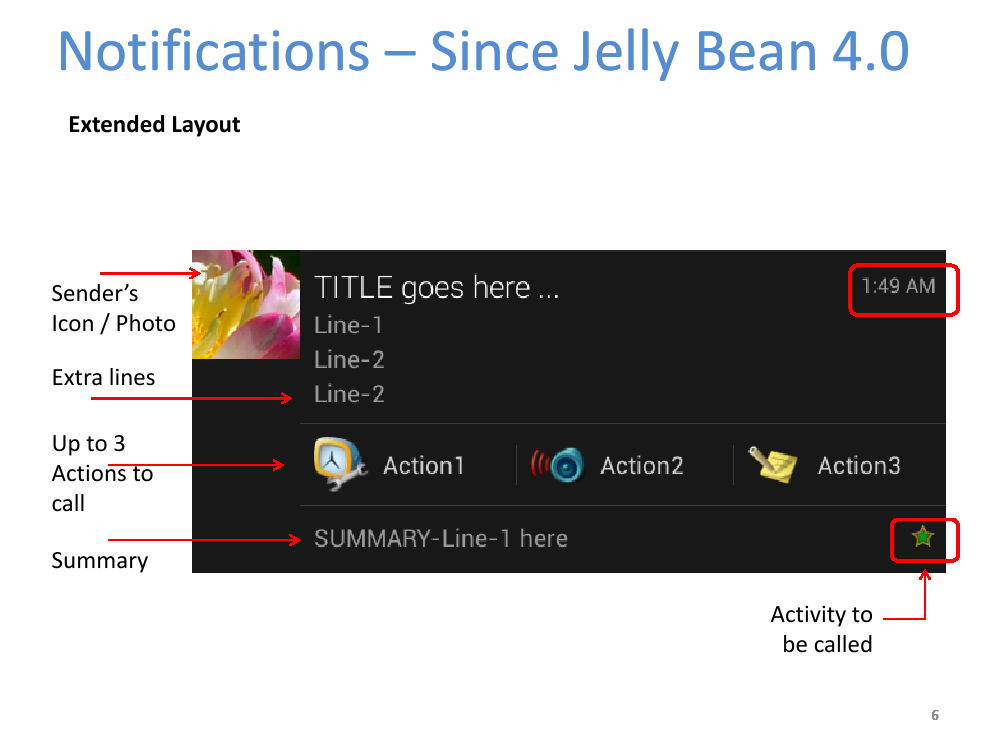 Notifications – Since Jelly Bean 4.0
Extended Layout
Sender’s
Icon / Photo
Extra lines
Up to 3
Actions to
call
Summary
TITLE goes here ...
1:49 AM
Line-1
Line-2
Line-2
Action1
Action2
Action3
SUMMARY-Line-1 here
Activity to
be called
6